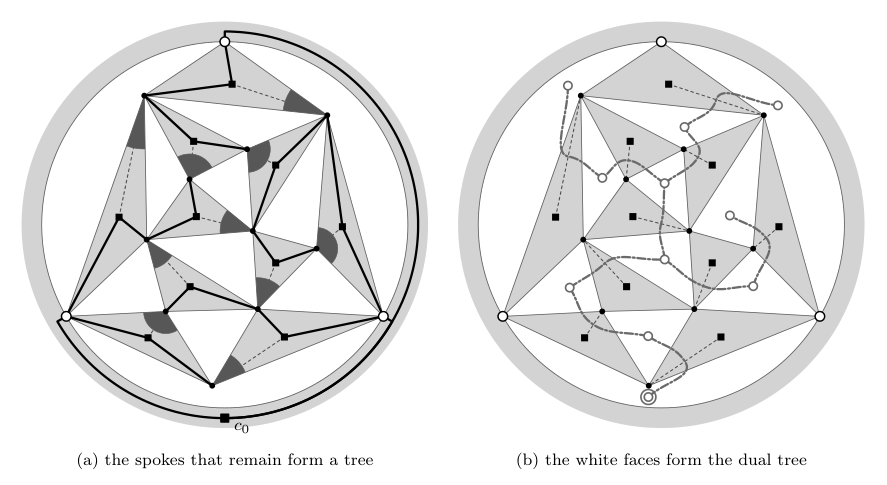 c₀
(a) the spokes that remain form a tree
(b) the white faces form the dual tree